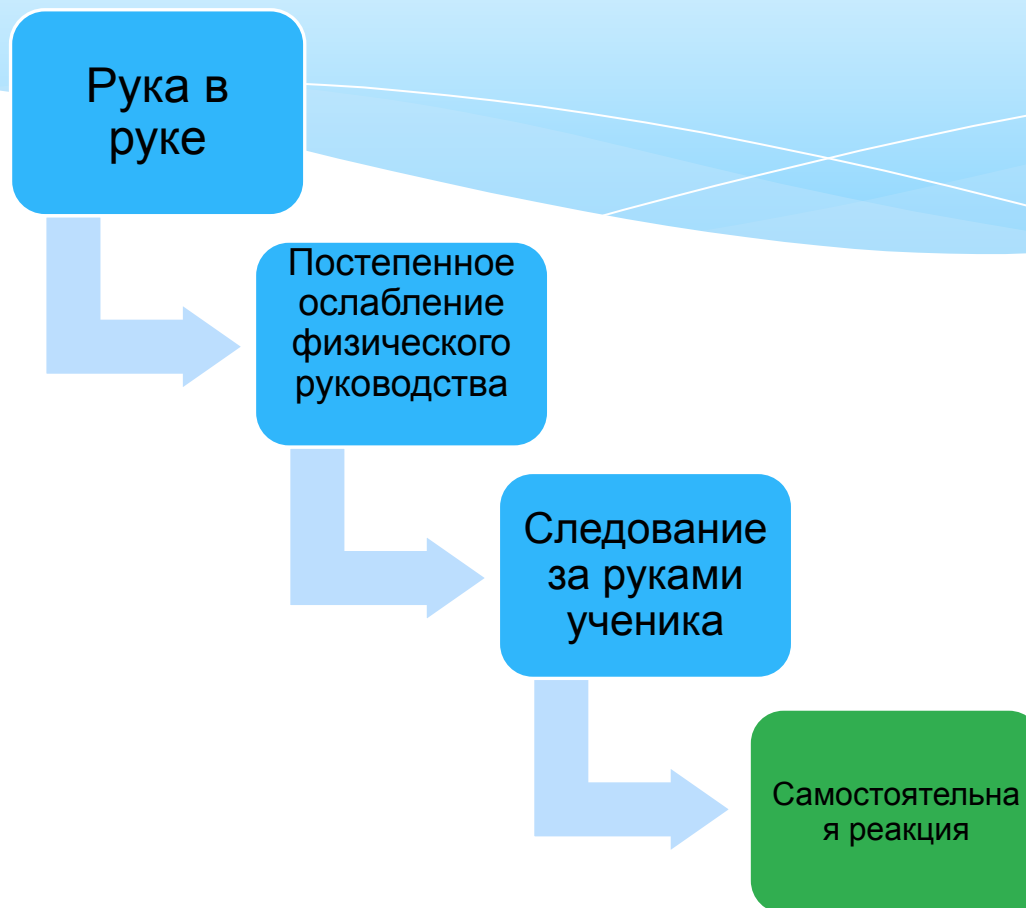 Рука в
руке
Постепенное
ослабление
физического
руководства
Следование
за руками
ученика
Самостоятельна
я реакция